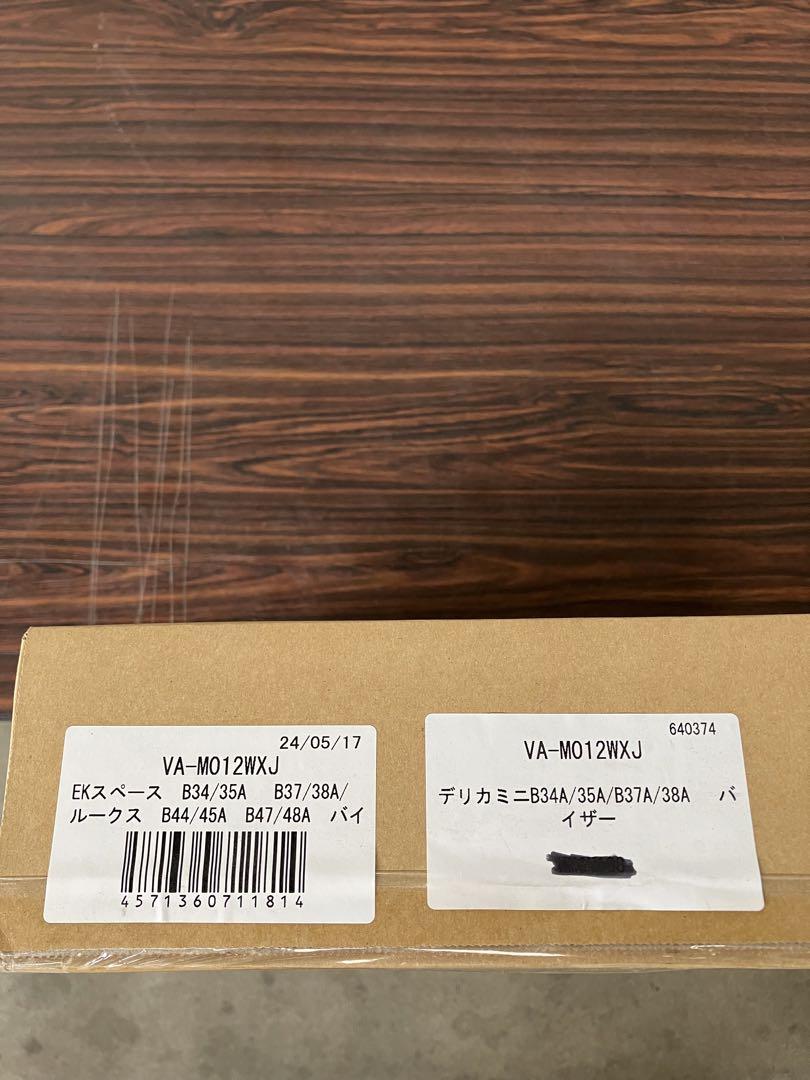 24/05/17
VA-M012WXJ
EKスペース B34/35A B37/38A/
ルークス B44/45A B47/48A バイ
4571360711814
640374
VA-M012WXJ
デリカミニB34A/35A/B37A/38A バ
イザー